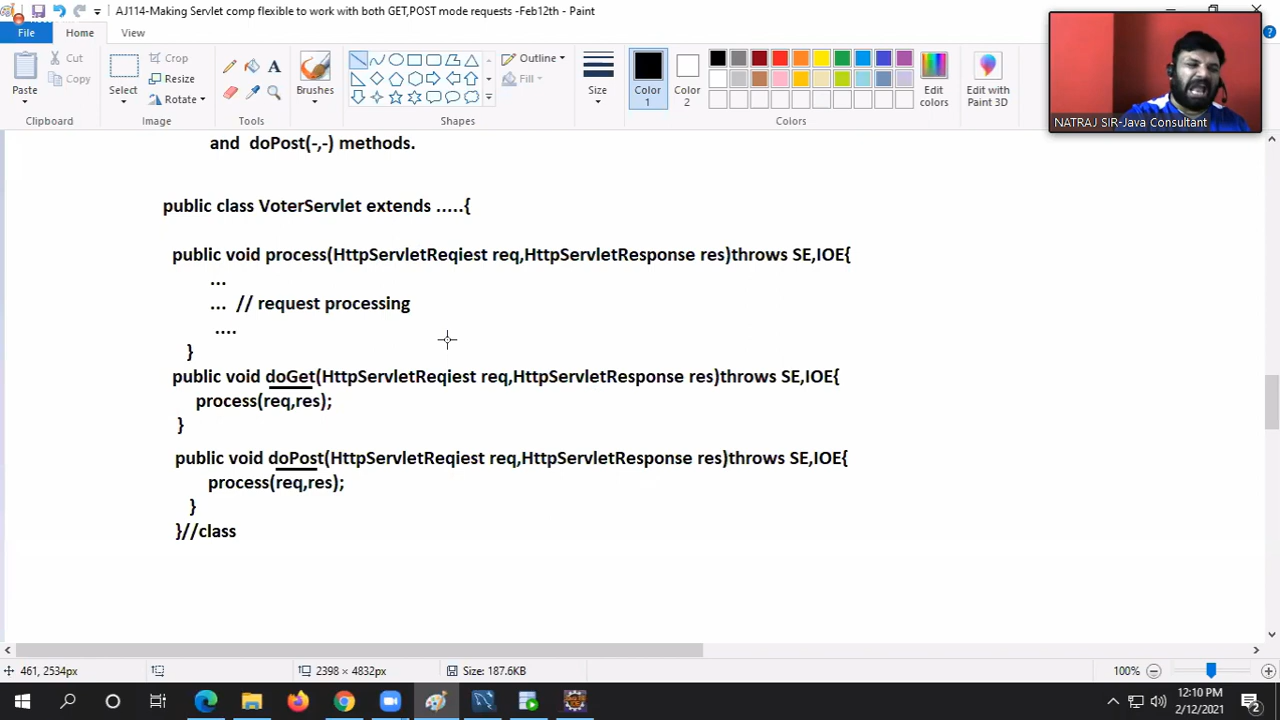 AJ114-Making Servlet comp flexible to work with both GET,POST mode requests -Feb12th - Paint
File
Home
View
Paste
Cut
Copy
Clipboard
Select
Crop
Resize
Rotate
Image
Tools
Brushes
Shapes
Outline
Fill
Size
Color 1
Color 2
Edit colors
Colors
Edit with Paint 3D
NATRAJ SIR-Java Consultant
and doPost(-,-) methods.
public class VoterServlet extends .....{
public void process(HttpServletReqiest req,HttpServletResponse res)throws SE,IOE{
...
... // request processing
....
}
public void doGet(HttpServletReqiest req,HttpServletResponse res)throws SE,IOE{
process(req,res);
}
public void doPost(HttpServletReqiest req,HttpServletResponse res)throws SE,IOE{
process(req,res);
}
}//class
461, 2534px
2398 × 4832px
Size: 187.6KB
100%
12:10 PM
2/12/2021
2